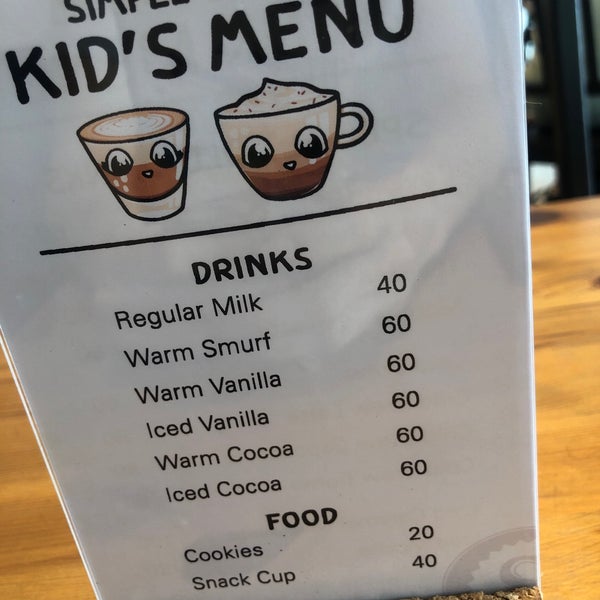 SIMPLE
KID'S MENU
DRINKS
Regular Milk 40
Warm Smurf 60
Warm Vanilla 60
Iced Vanilla 60
Warm Cocoa 60
Iced Cocoa 60
FOOD
Cookies 20
Snack Cup 40